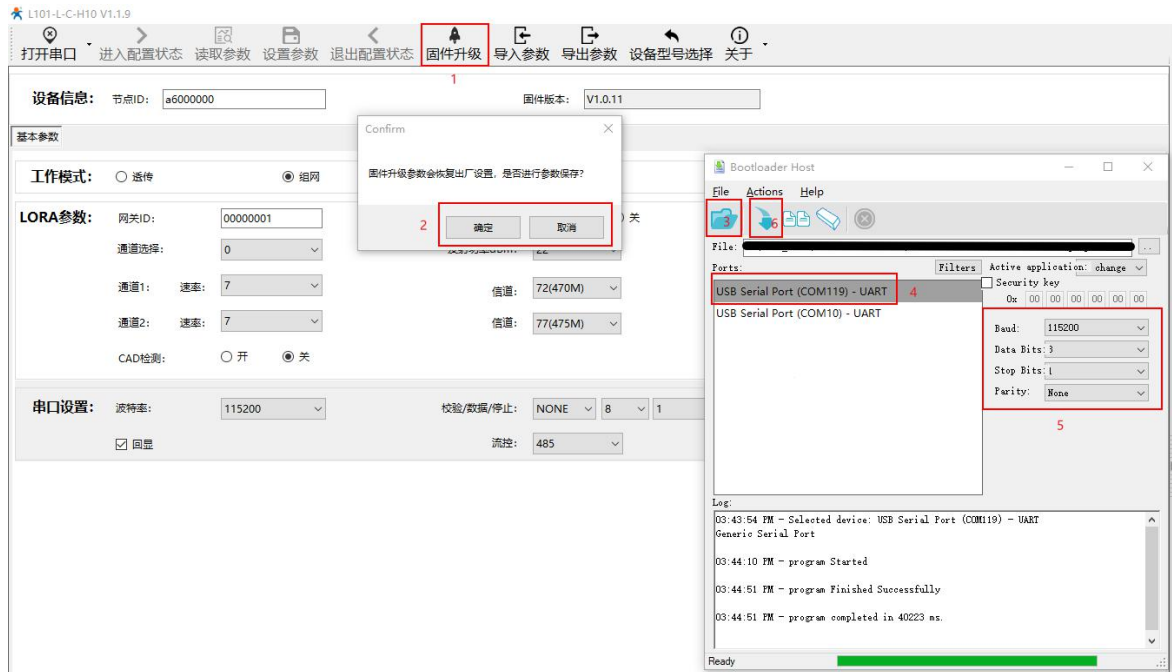 L101-L-C-H10 V1.1.9
打开串口 进入配置状态 读取参数 设置参数 退出配置状态 固件升级 导入参数 导出参数 设备型号选择 关于
1
设备信息: 节点ID: a6000000 固件版本: V1.0.11
基本参数
工作模式: 透传 组网
LORA参数: 网关ID: 00000001 关
通道选择: 0 22
通道1: 速率: 7 信道: 72(470M)
通道2: 速率: 7 信道: 77(475M)
CAD检测: 开 关
串口设置: 波特率: 115200 校验/数据/停止: NONE 8 1
回显 流控: 485
Confirm
固件升级参数会恢复出厂设置，是否进行参数保存?
2 确定 取消
Bootloader Host
File Actions Help
3 6
File: ..
Ports: Filters Active application: change
USB Serial Port (COM119) - UART 4
USB Serial Port (COM10) - UART
Security key
0x 00 00 00 00 00 00
Baud: 115200
Data Bits:
Stop Bits:
Parity: None
5
Log:
03:43:54 PM - Selected device: USB Serial Port (COM119) - UART
Generic Serial Port
03:44:10 PM - program Started
03:44:51 PM - program Finished Successfully
03:44:51 PM - program completed in 40223 ms.
Ready